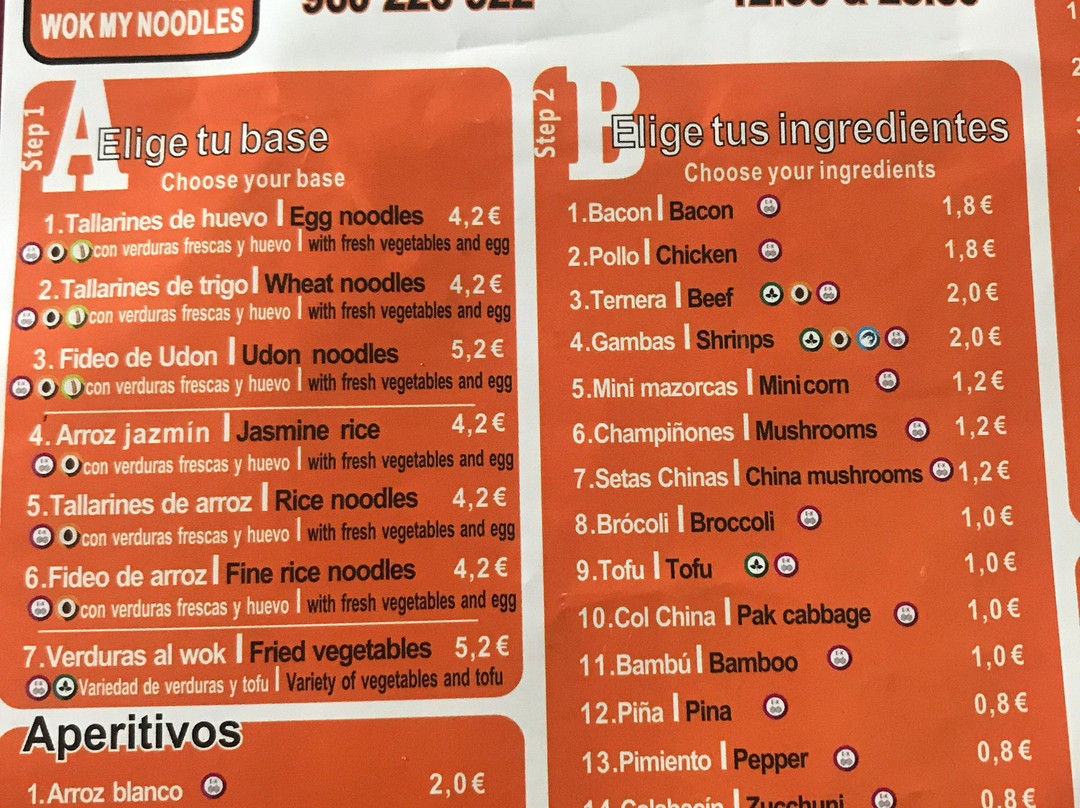 WOK MY NOODLES
Step 1
A
Elige tu base
Choose your base
1.Tallarines de huevo | Egg noodles 4,2 €
con verduras frescas y huevo | with fresh vegetables and egg
2.Tallarines de trigo | Wheat noodles 4,2 €
con verduras frescas y huevo | with fresh vegetables and egg
3. Fideo de Udon | Udon noodles 5,2 €
con verduras frescas y huevo | with fresh vegetables and egg
4. Arroz jazmín | Jasmine rice 4,2 €
con verduras frescas y huevo | with fresh vegetables and egg
5.Tallarines de arroz | Rice noodles 4,2 €
con verduras frescas y huevo | with fresh vegetables and egg
6.Fideo de arroz | Fine rice noodles 4,2 €
con verduras frescas y huevo | with fresh vegetables and egg
7.Verduras al wok | Fried vegetables 5,2 €
Variedad de verduras y tofu | Variety of vegetables and tofu
Aperitivos
1.Arroz blanco 2,0 €
Step 2
B
Elige tus ingredientes
Choose your ingredients
1.Bacon | Bacon 1,8 €
2.Pollo | Chicken 1,8 €
3.Ternera | Beef 2,0 €
4.Gambas | Shrinps 2,0 €
5.Mini mazorcas | Mini corn 1,2 €
6.Champiñones | Mushrooms 1,2 €
7.Setas Chinas | China mushrooms 1,2 €
8.Brócoli | Broccoli 1,0 €
9.Tofu | Tofu 1,0 €
10.Col China | Pak cabbage 1,0 €
11.Bambú | Bamboo 1,0 €
12.Piña | Pina 0,8 €
13.Pimiento | Pepper 0,8 €
14.Calabacín | Zucchuni 0,8 €